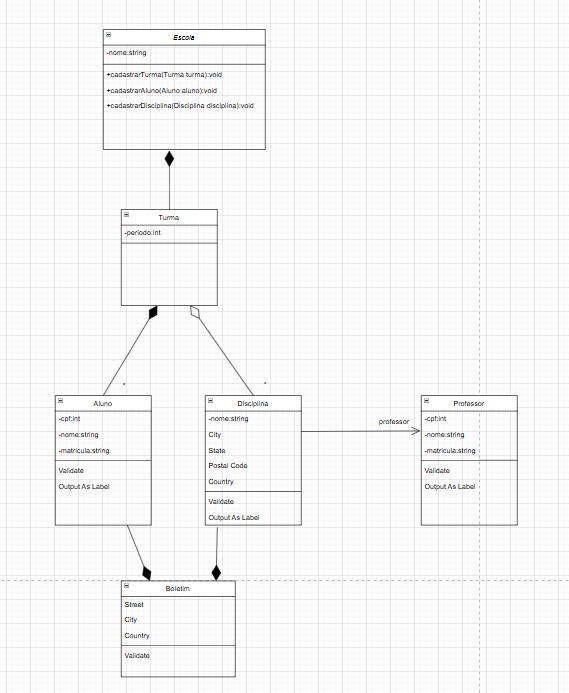 Escola
-nome:string
+cadastrarTurma(Turma turma):void
+cadastrarAluno(Aluno aluno):void
+cadastrarDisciplina(Disciplina disciplina):void
Turma
-periodo:int
*
*
Aluno
-cpf:int
-nome:string
-matricula:string
Validate
Output As Label
Disciplina
-nome:string
City
State
Postal Code
Country
Validate
Output As Label
professor
Professor
-cpf:int
-nome:string
-matricula:string
Validate
Output As Label
Boletim
Street
City
Country
Validate